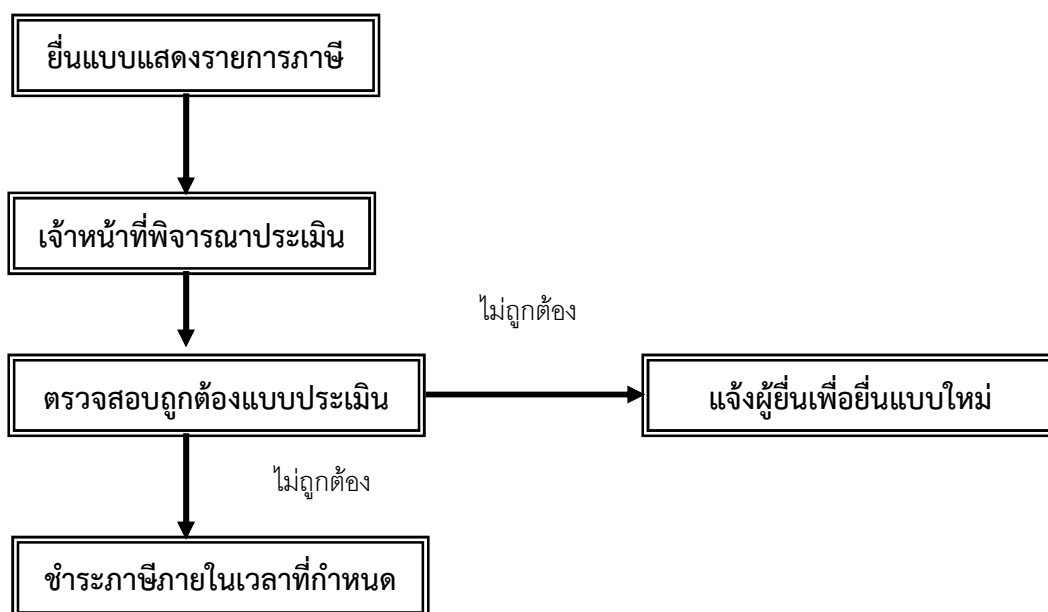 ยื่นแบบแสดงรายการภาษี
เจ้าหน้าที่พิจารณาประเมิน
ไม่ถูกต้อง
ตรวจสอบถูกต้องแบบประเมิน
แจ้งผู้ยื่นเพื่อยื่นแบบใหม่
ไม่ถูกต้อง
ชำระภาษีภายในเวลาที่กำหนด